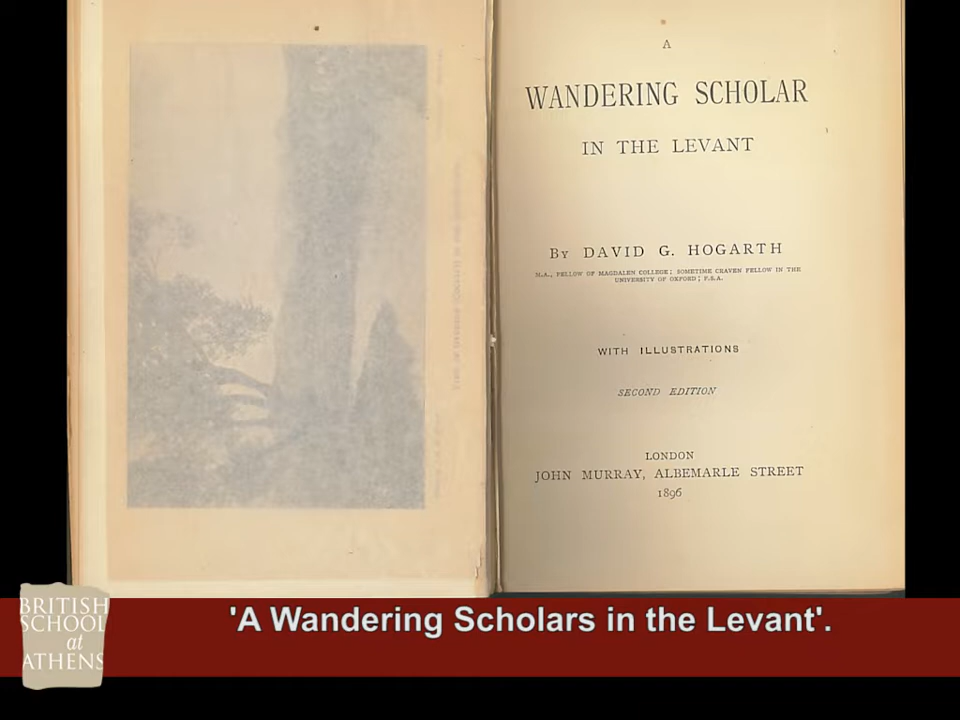 A
WANDERING SCHOLAR
IN THE LEVANT
By DAVID G. HOGARTH
M.A., FELLOW OF MAGDALEN COLLEGE; SOMETIME CRAVEN FELLOW IN THE
UNIVERSITY OF OXFORD; F.S.A.
WITH ILLUSTRATIONS
SECOND EDITION
LONDON
JOHN MURRAY, ALBEMARLE STREET
1896
'A Wandering Scholars in the Levant'.
BRITISH
SCHOOL
at
ATHENS